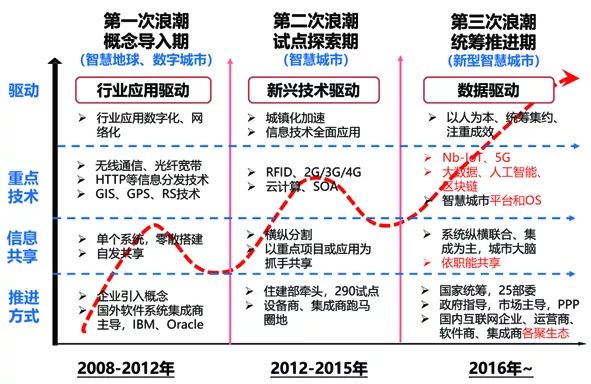 第一次浪潮
概念导入期
（智慧地球、数字城市）
第二次浪潮
试点探索期
（智慧城市）
第三次浪潮
统筹推进期
（新型智慧城市）
驱动
行业应用驱动
新兴技术驱动
数据驱动
➢ 行业应用数字化、网
络化
➢ 城镇化加速
➢ 信息技术全面应用
➢ 以人为本、统筹集约、
注重成效
重点
技术
➢ 无线通信、光纤宽带
➢ HTTP等信息分发技术
➢ GIS、GPS、RS技术
➢ RFID、2G/3G/4G
➢ 云计算、SOA
➢ Nb-IoT、5G
➢ 大数据、人工智能、
区块链
➢ 智慧城市平台和OS
信息
共享
➢ 单个系统，零散搭建
➢ 自发共享
➢ 横纵分割
➢ 以重点项目或应用为
抓手共享
➢ 系统纵横联合、集
成为主，城市大脑
➢ 依职能共享
推进
方式
➢ 企业引入概念
➢ 国外软件系统集成商
主导，IBM、Oracle
➢ 住建部牵头，290试点
➢ 设备商、集成商跑马
圈地
➢ 国家统筹，25部委
➢ 政府指导，市场主导，PPP
➢ 国内互联网企业、运营商、
软件商、集成商各聚生态
2008-2012年
2012-2015年
2016年~